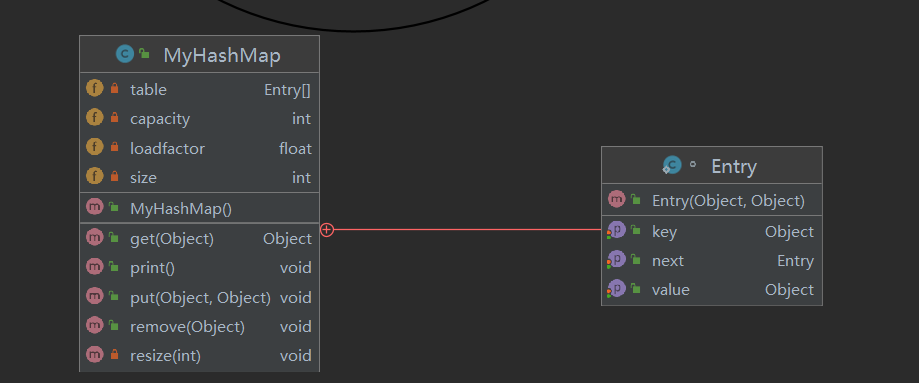 MyHashMap
table Entry[]
capacity int
loadfactor float
size int
MyHashMap()
get(Object) Object
print() void
put(Object, Object) void
remove(Object) void
resize(int) void
Entry
Entry(Object, Object)
key Object
next Entry
value Object